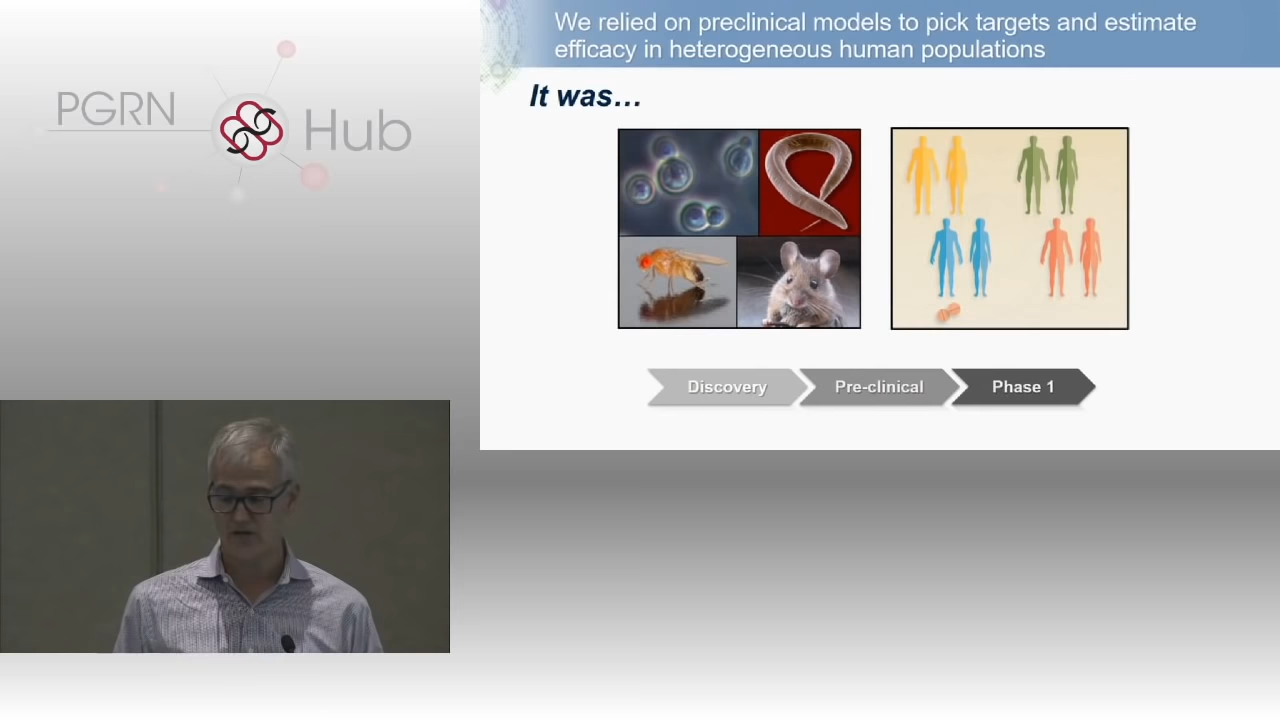 PGRN Hub
We relied on preclinical models to pick targets and estimate
efficacy in heterogeneous human populations
It was...
Discovery
Pre-clinical
Phase 1